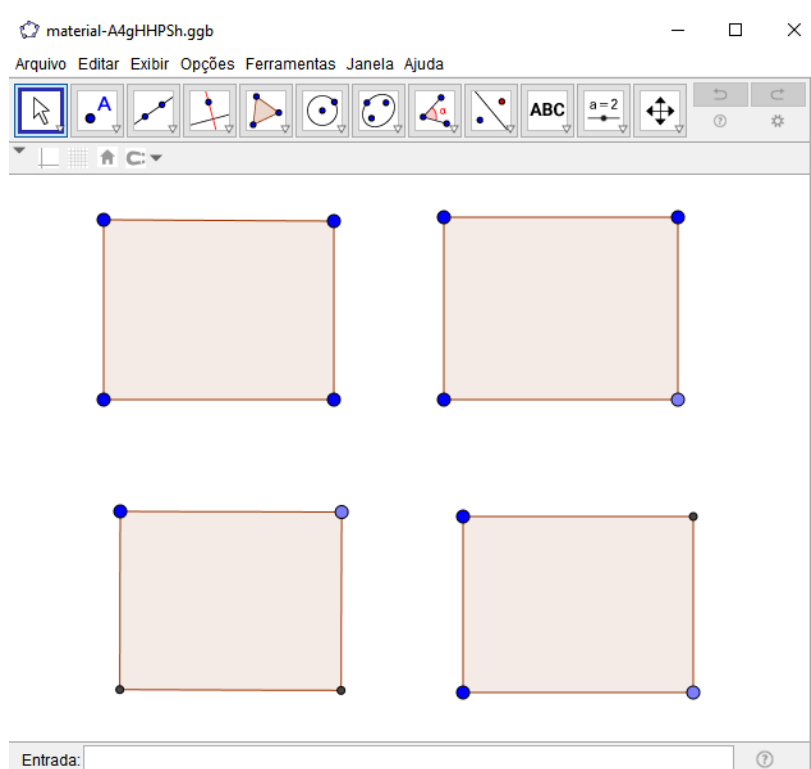 material-A4gHHPSh.ggb
Arquivo Editar Exibir Opções Ferramentas Janela Ajuda
A α ABC a=2
Entrada: